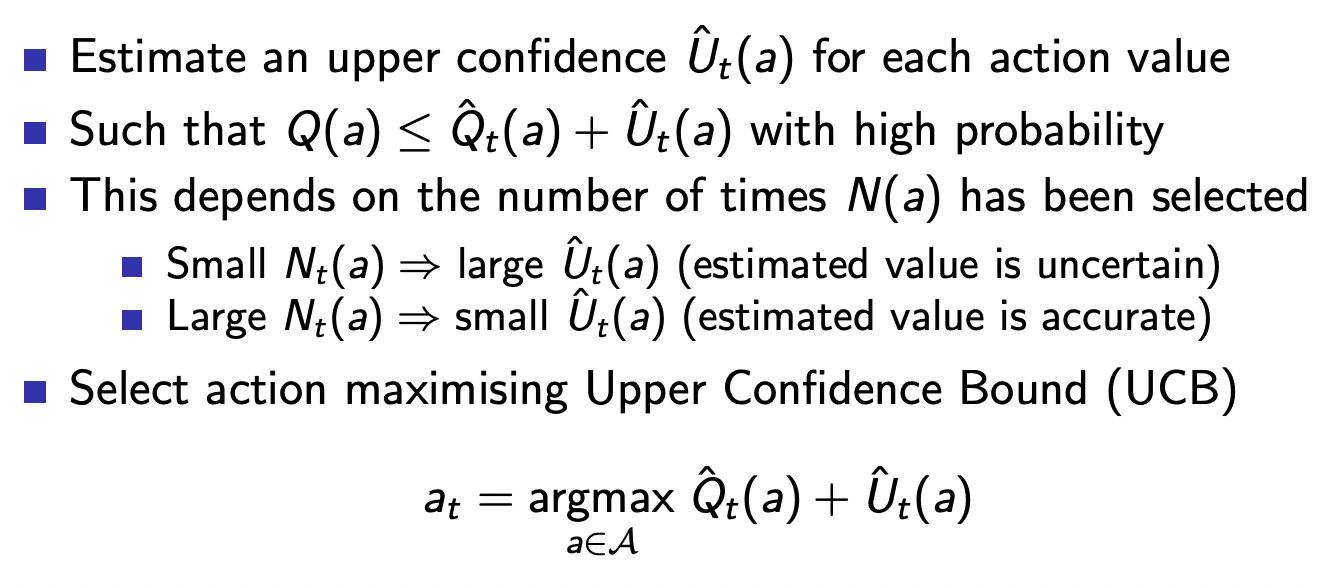 Estimate an upper confidence Û_t(a) for each action value
Such that Q(a) ≤ Q̂_t(a) + Û_t(a) with high probability
This depends on the number of times N(a) has been selected
Small N_t(a) ⇒ large Û_t(a) (estimated value is uncertain)
Large N_t(a) ⇒ small Û_t(a) (estimated value is accurate)
Select action maximising Upper Confidence Bound (UCB)
a_t = argmax Q̂_t(a) + Û_t(a)
a∈𝒜